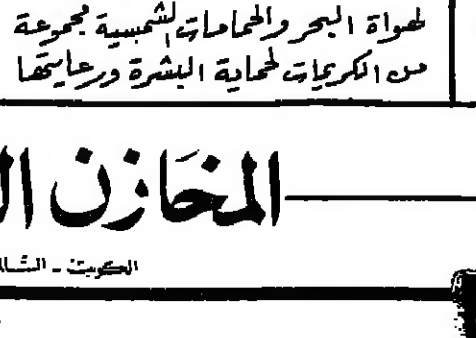 لهواة البحر والحمامات الشمسية مجموعة
من الكريمات لحماية البشرة ورعايتها
المخازن
الكويت -